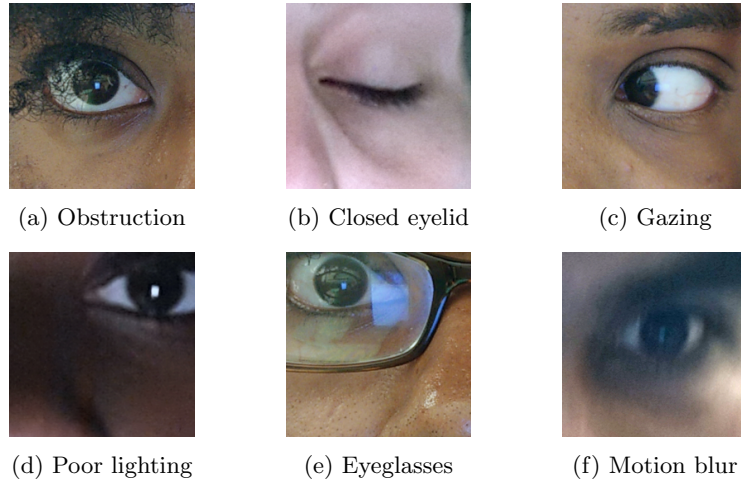 (a) Obstruction
(b) Closed eyelid
(c) Gazing
(d) Poor lighting
(e) Eyeglasses
(f) Motion blur